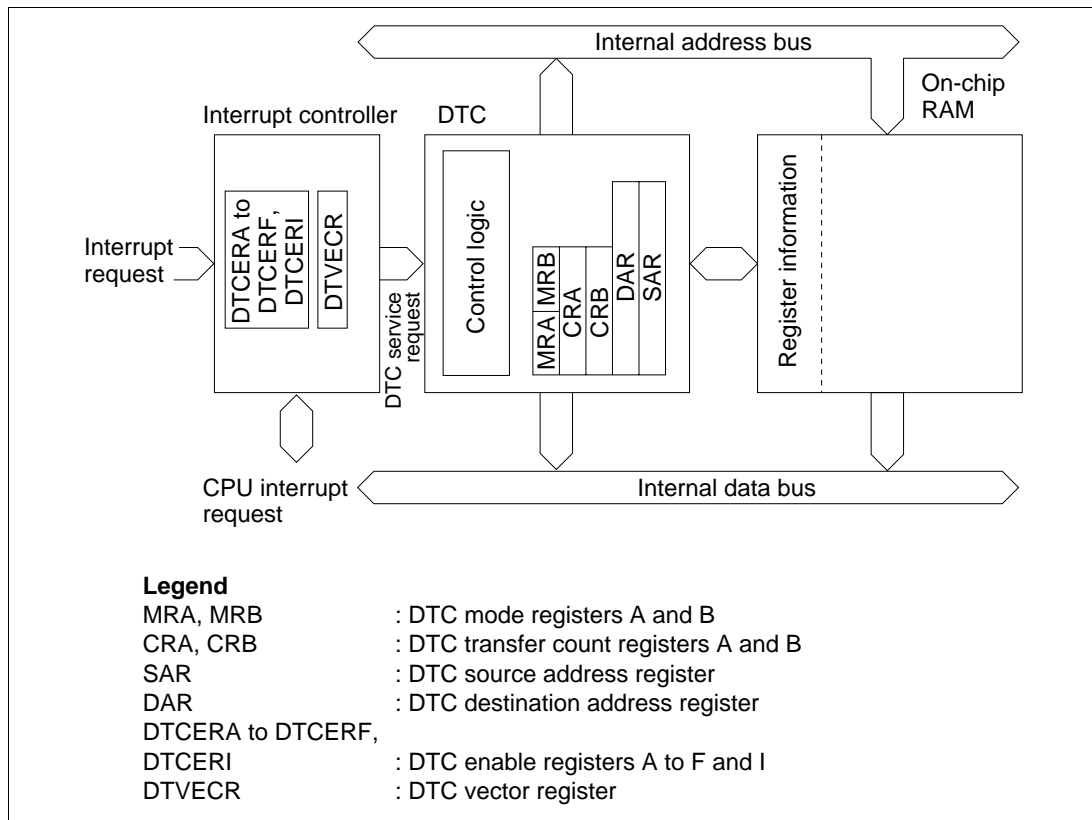 Internal address bus
On-chip
RAM
Interrupt controller
DTC
Interrupt
request
DTCERA to
DTCERF,
DTCERI
DTVECR
DTC service
request
Control logic
MRA
MRB
CRA
CRB
DAR
SAR
Register information
CPU interrupt
request
Internal data bus
Legend
MRA, MRB : DTC mode registers A and B
CRA, CRB : DTC transfer count registers A and B
SAR : DTC source address register
DAR : DTC destination address register
DTCERA to DTCERF,
DTCERI : DTC enable registers A to F and I
DTVECR : DTC vector register